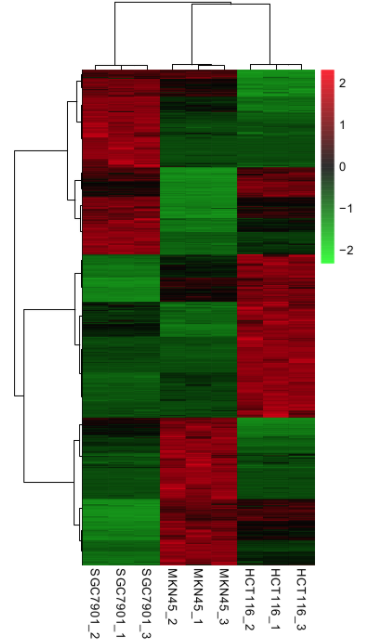 2
1
0
−1
−2
SGC7901_2
SGC7901_1
SGC7901_3
MKN45_2
MKN45_1
MKN45_3
HCT116_2
HCT116_1
HCT116_3